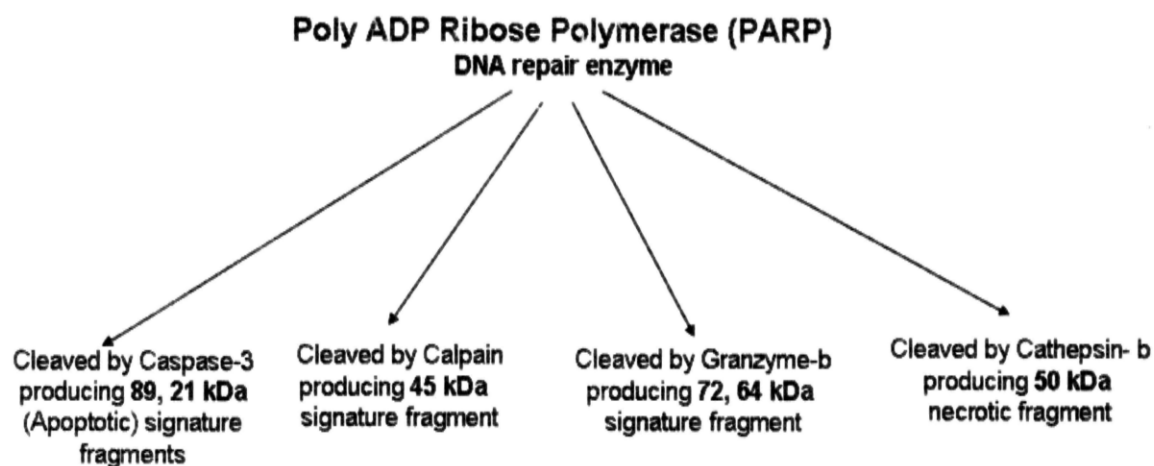 Poly ADP Ribose Polymerase (PARP)
DNA repair enzyme
Cleaved by Caspase-3
producing 89, 21 kDa
(Apoptotic) signature
fragments
Cleaved by Calpain
producing 45 kDa
signature fragment
Cleaved by Granzyme-b
producing 72, 64 kDa
signature fragment
Cleaved by Cathepsin- b
producing 50 kDa
necrotic fragment